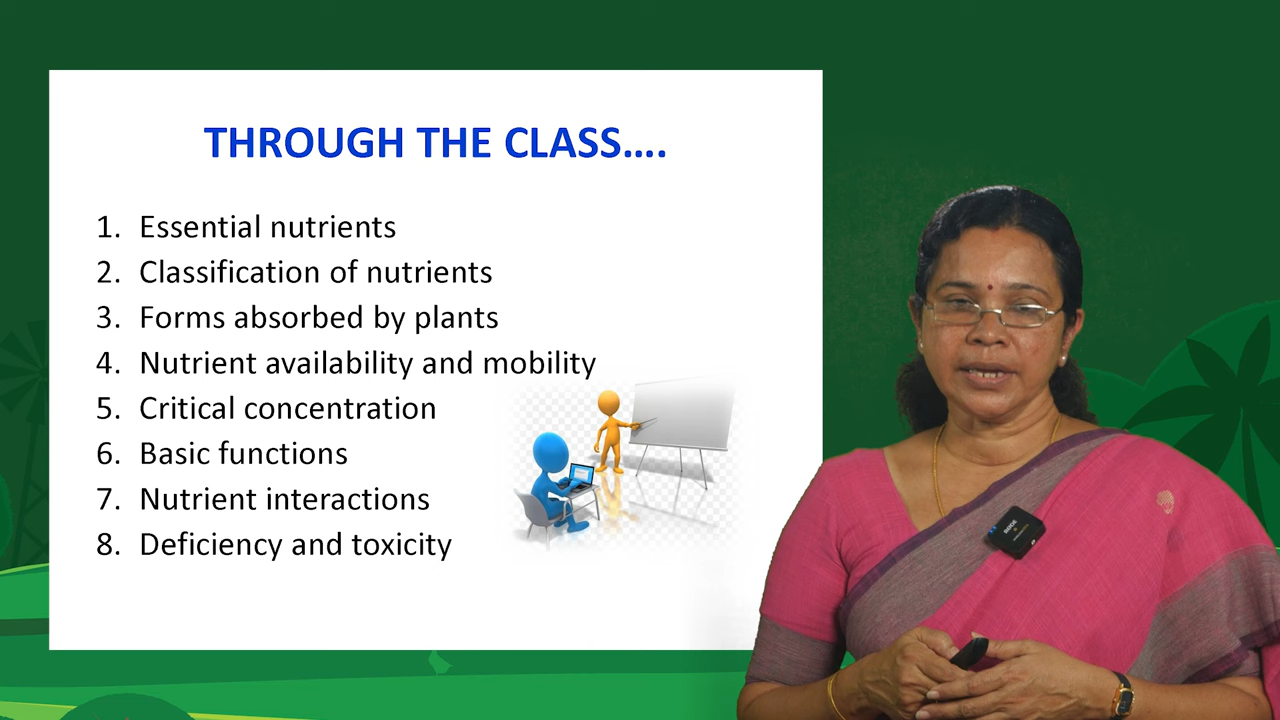 THROUGH THE CLASS....
1. Essential nutrients
2. Classification of nutrients
3. Forms absorbed by plants
4. Nutrient availability and mobility
5. Critical concentration
6. Basic functions
7. Nutrient interactions
8. Deficiency and toxicity